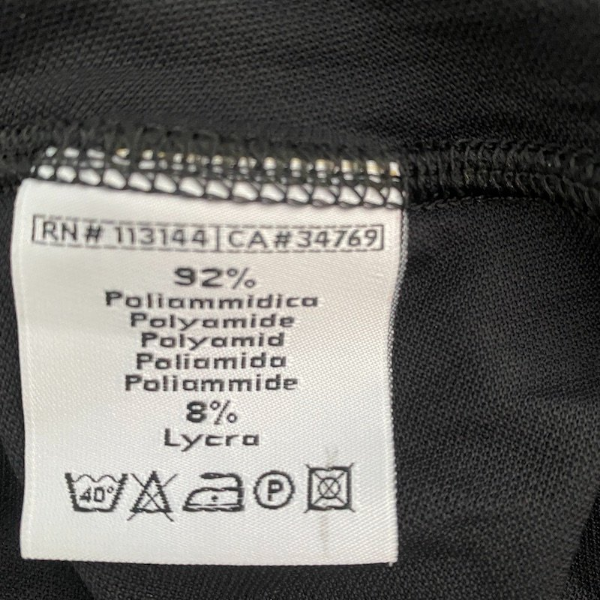 RN# 113144 | CA#34769
92%
Poliammidica
Polyamide
Polyamid
Poliamida
Poliammide
8%
Lycra
40° P